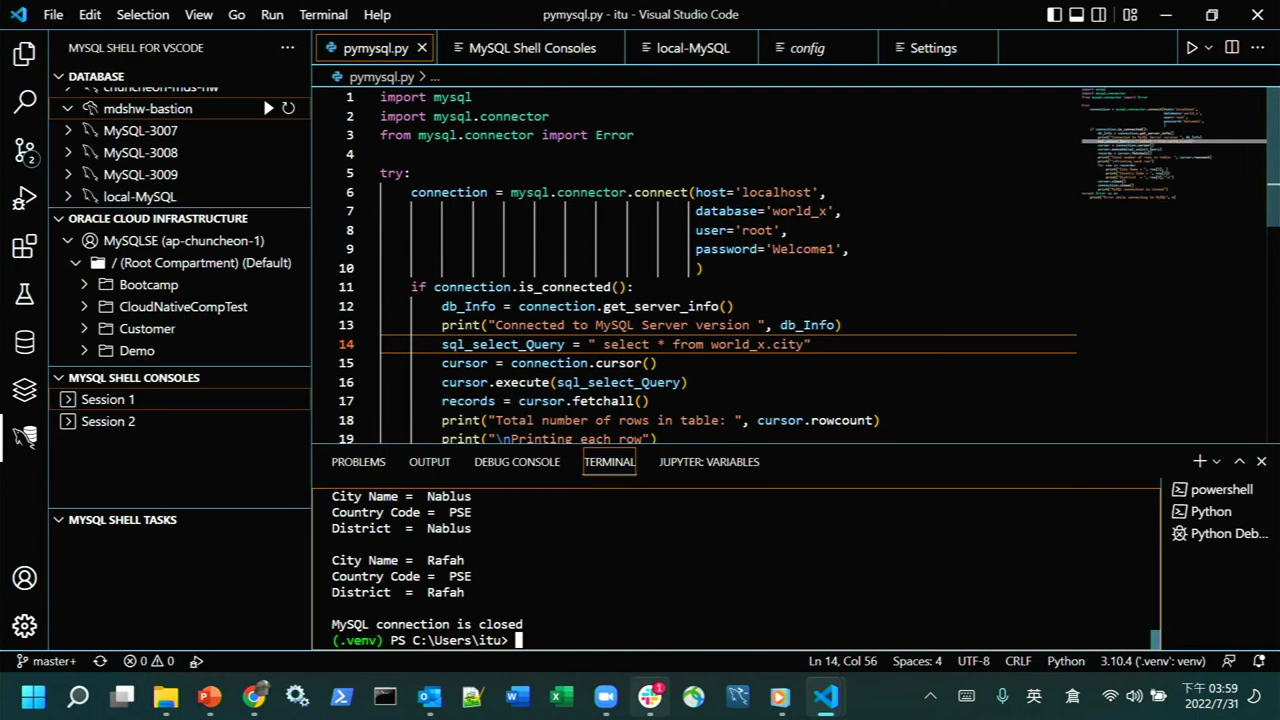 File Edit Selection View Go Run Terminal Help pymysql.py - itu - Visual Studio Code
MYSQL SHELL FOR VSCODE
DATABASE
chuncheon-mds-hw
mdshw-bastion
MySQL-3007
MySQL-3008
MySQL-3009
local-MySQL
ORACLE CLOUD INFRASTRUCTURE
MySQLSE (ap-chuncheon-1)
/ (Root Compartment) (Default)
Bootcamp
CloudNativeCompTest
Customer
Demo
MYSQL SHELL CONSOLES
Session 1
Session 2
MYSQL SHELL TASKS
2
pymysql.py MySQL Shell Consoles local-MySQL config Settings
pymysql.py > ...
1 import mysql
2 import mysql.connector
3 from mysql.connector import Error
4
5 try:
6 connection = mysql.connector.connect(host='localhost',
7 database='world_x',
8 user='root',
9 password='Welcome1',
10 )
11 if connection.is_connected():
12 db_Info = connection.get_server_info()
13 print("Connected to MySQL Server version ", db_Info)
14 sql_select_Query = " select * from world_x.city"
15 cursor = connection.cursor()
16 cursor.execute(sql_select_Query)
17 records = cursor.fetchall()
18 print("Total number of rows in table: ", cursor.rowcount)
19 print("\nPrinting each row")
PROBLEMS OUTPUT DEBUG CONSOLE TERMINAL JUPYTER: VARIABLES
City Name = Nablus
Country Code = PSE
District = Nablus
City Name = Rafah
Country Code = PSE
District = Rafah
MySQL connection is closed
(.venv) PS C:\Users\itu>
powershell
Python
Python Deb...
master+ 0 0 Ln 14, Col 56 Spaces: 4 UTF-8 CRLF Python 3.10.4 ('.venv': venv)
1 英 倉 下午 03:59
2022/7/31